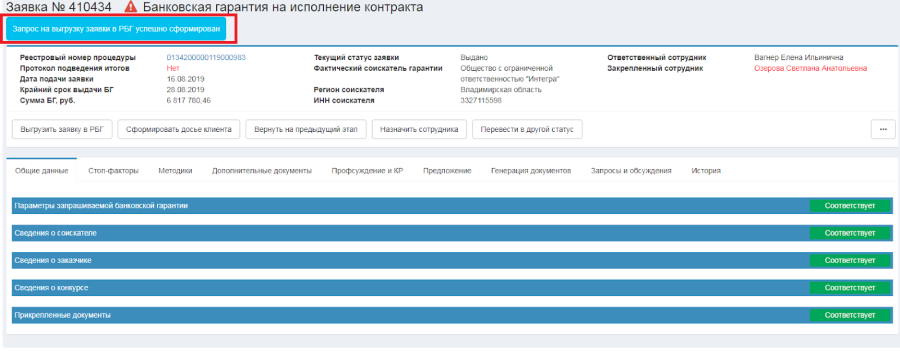 Заявка № 410434 Банковская гарантия на исполнение контракта
Запрос на выгрузку заявки в РБГ успешно сформирован
Реестровый номер процедуры 0134200000119000983 Текущий статус заявки Выдано Ответственный сотрудник Вагнер Елена Ильинична
Протокол подведения итогов Нет Фактический соискатель гарантии Общество с ограниченной Закрепленный сотрудник Озерова Светлана Анатольевна
Дата подачи заявки 16.08.2019 ответственностью "Интегра"
Крайний срок выдачи БГ 28.08.2019 Регион соискателя Владимирская область
Сумма БГ, руб. 6 817 780,46 ИНН соискателя 3327115598
Выгрузить заявку в РБГ Сформировать досье клиента Вернуть на предыдущий этап Назначить сотрудника Перевести в другой статус ...
Общие данные Стоп-факторы Методики Дополнительные документы Профсуждение и КР Предложение Генерация документов Запросы и обсуждения История
Параметры запрашиваемой банковской гарантии Соответствует
Сведения о соискателе Соответствует
Сведения о заказчике Соответствует
Сведения о конкурсе Соответствует
Прикрепленные документы Соответствует